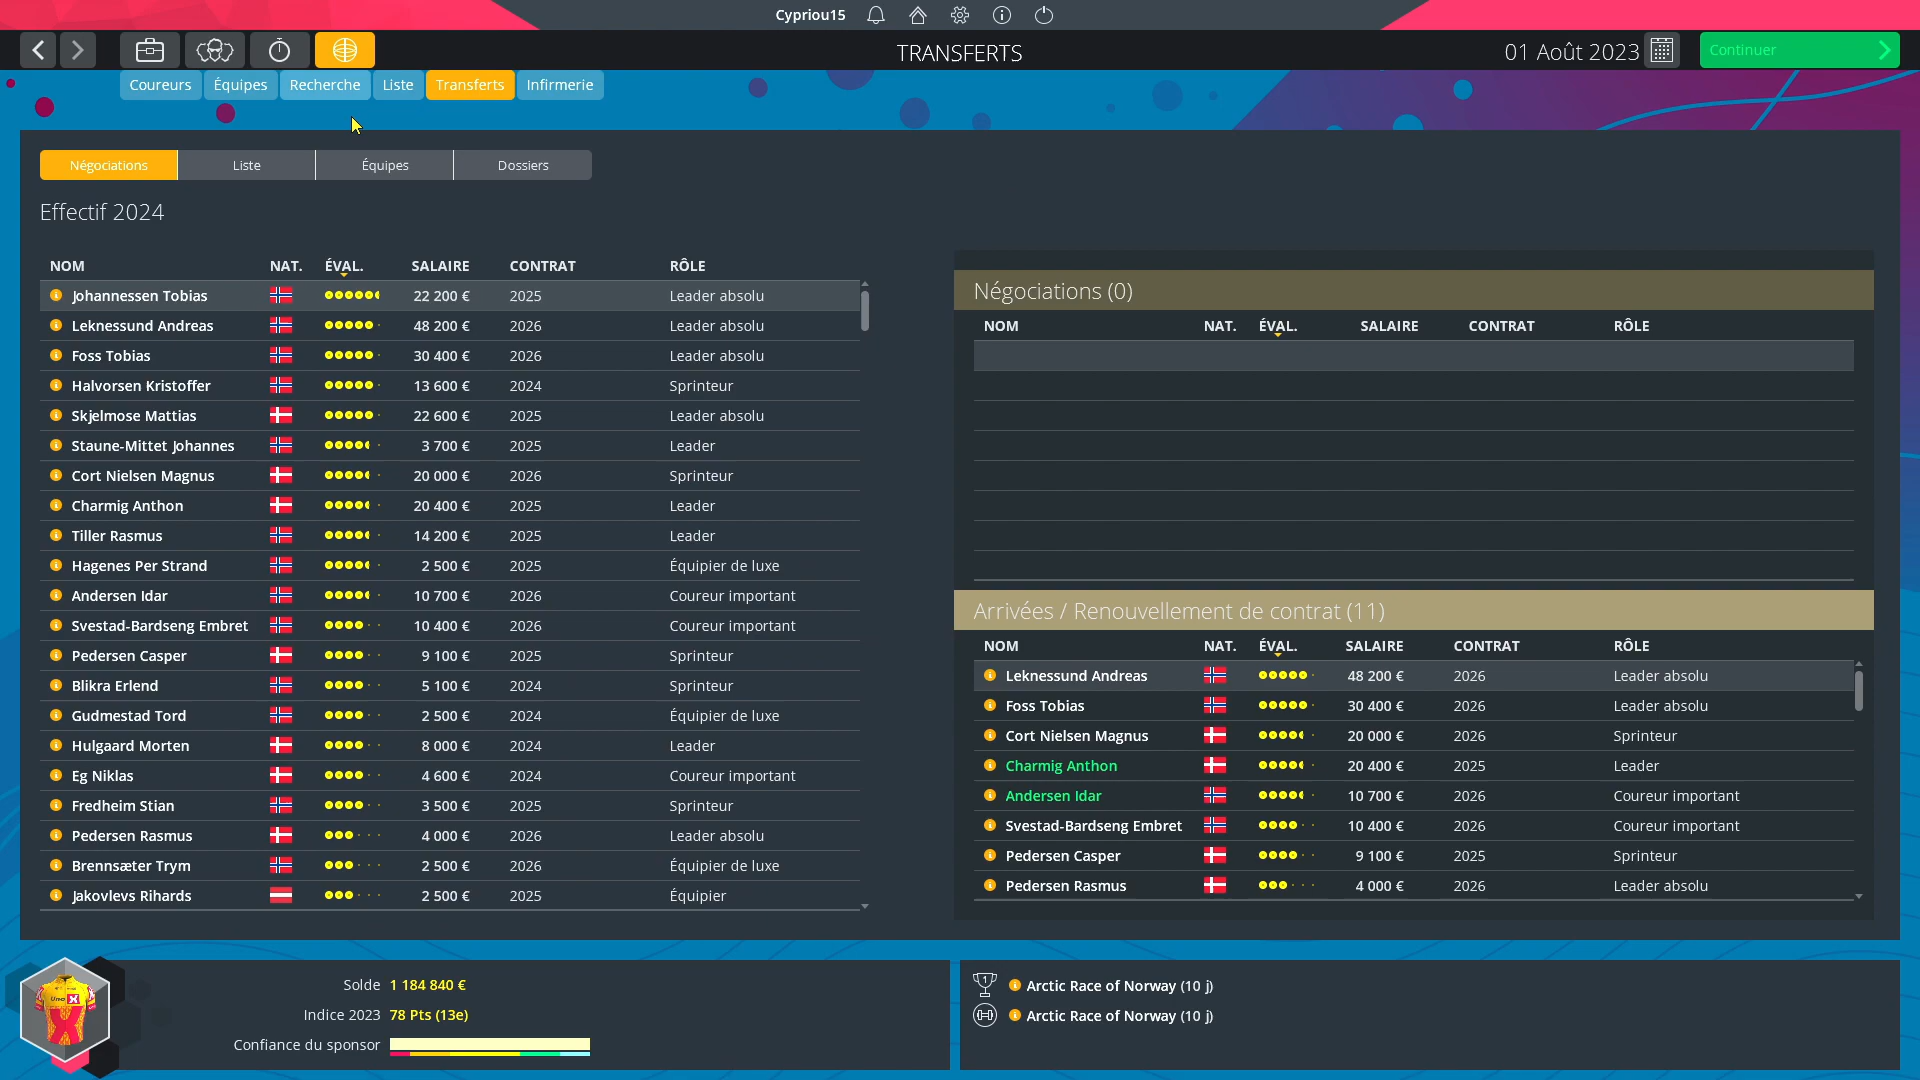 Cypriou15
TRANSFERTS
01 Août 2023
Continuer
Coureurs Équipes Recherche Liste Transferts Infirmerie
Négociations Liste Équipes Dossiers
Effectif 2024
NOM NAT. ÉVAL. SALAIRE CONTRAT RÔLE
Johannessen Tobias 22 200 € 2025 Leader absolu
Leknessund Andreas 48 200 € 2026 Leader absolu
Foss Tobias 30 400 € 2026 Leader absolu
Halvorsen Kristoffer 13 600 € 2024 Sprinteur
Skjelmose Mattias 22 600 € 2025 Leader absolu
Staune-Mittet Johannes 3 700 € 2025 Leader
Cort Nielsen Magnus 20 000 € 2026 Sprinteur
Charmig Anthon 20 400 € 2025 Leader
Tiller Rasmus 14 200 € 2025 Leader
Hagenes Per Strand 2 500 € 2025 Équipier de luxe
Andersen Idar 10 700 € 2026 Coureur important
Svestad-Bardseng Embret 10 400 € 2026 Coureur important
Pedersen Casper 9 100 € 2025 Sprinteur
Blikra Erlend 5 100 € 2024 Sprinteur
Gudmestad Tord 2 500 € 2024 Équipier de luxe
Hulgaard Morten 8 000 € 2024 Leader
Eg Niklas 4 600 € 2024 Coureur important
Fredheim Stian 3 500 € 2025 Sprinteur
Pedersen Rasmus 4 000 € 2026 Leader absolu
Brennsæter Trym 2 500 € 2026 Équipier de luxe
Jakovlevs Rihards 2 500 € 2025 Équipier
Négociations (0)
NOM NAT. ÉVAL. SALAIRE CONTRAT RÔLE
Arrivées / Renouvellement de contrat (11)
NOM NAT. ÉVAL. SALAIRE CONTRAT RÔLE
Leknessund Andreas 48 200 € 2026 Leader absolu
Foss Tobias 30 400 € 2026 Leader absolu
Cort Nielsen Magnus 20 000 € 2026 Sprinteur
Charmig Anthon 20 400 € 2025 Leader
Andersen Idar 10 700 € 2026 Coureur important
Svestad-Bardseng Embret 10 400 € 2026 Coureur important
Pedersen Casper 9 100 € 2025 Sprinteur
Pedersen Rasmus 4 000 € 2026 Leader absolu
Uno X
Solde 1 184 840 €
Indice 2023 78 Pts (13e)
Confiance du sponsor
1 Arctic Race of Norway (10 j)
Arctic Race of Norway (10 j)